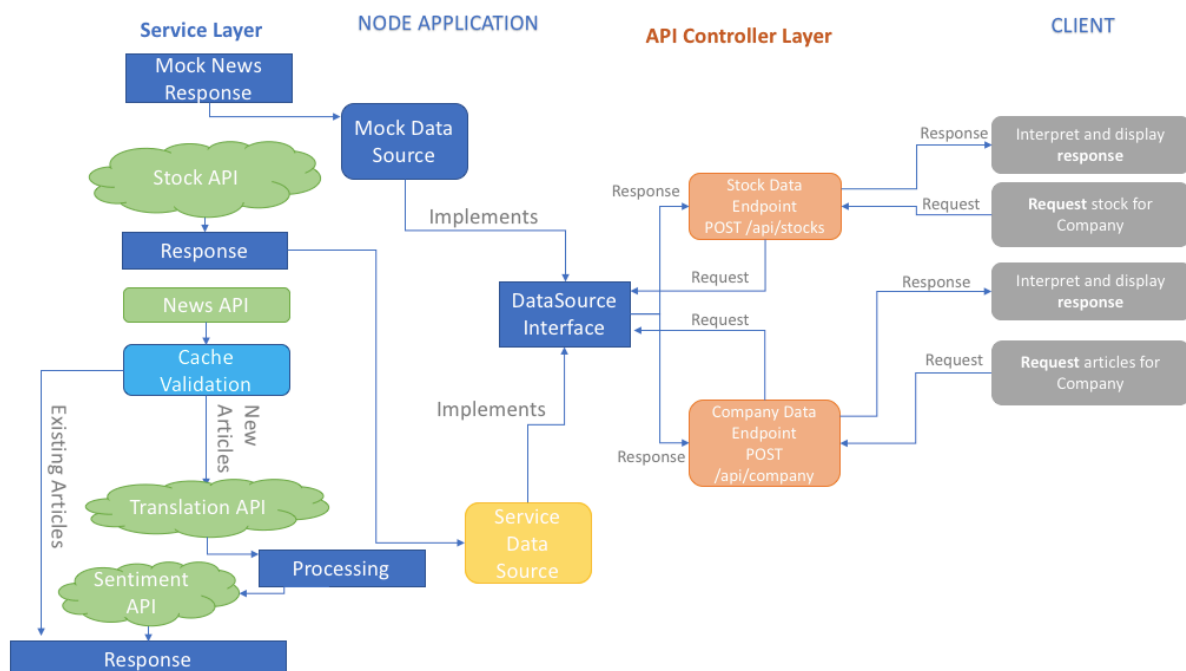 NODE APPLICATION
CLIENT
Service Layer
API Controller Layer
Mock News
Response
Mock Data
Source
Stock API
Response
News API
Cache
Validation
Existing Articles
New
Articles
Translation API
Processing
Sentiment
API
Response
Implements
DataSource
Interface
Implements
Service
Data
Source
Response
Stock Data
Endpoint
POST /api/stocks
Request
Request
Response
Company Data
Endpoint
POST
/api/company
Response
Request
Response
Request
Interpret and display
response
Request stock for
Company
Interpret and display
response
Request articles for
Company